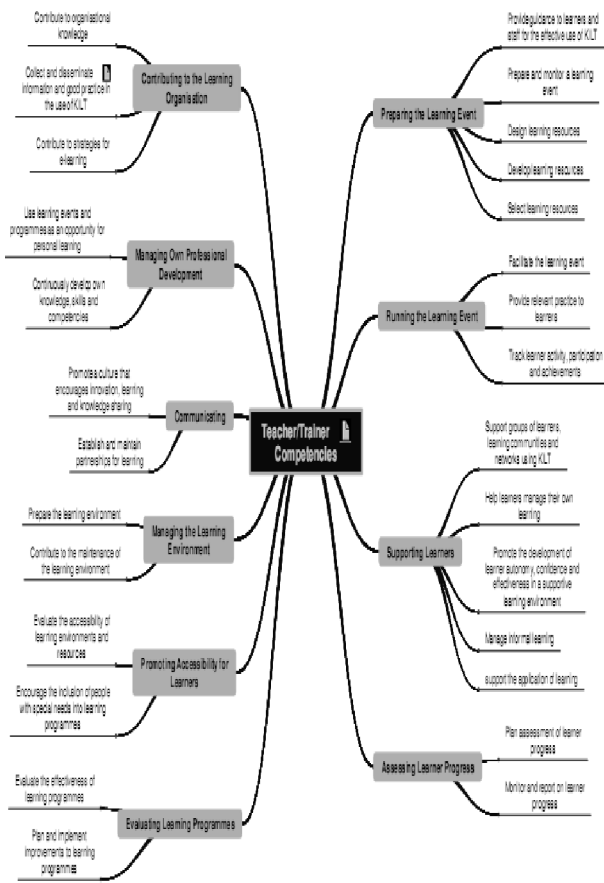 Teacher/Trainer
Competencies
Contribute to organisational
knowledge
Collect and disseminate
information and good practice in
the use of KILT
Contribute to strategies for
e-learning
Contributing to the Learning
Organisation
Use learning events and
programmes as an opportunity for
personal learning
Continuously develop own
knowledge, skills and
competencies
Managing Own Professional
Development
Promote a culture that
encourages innovation, learning
and knowledge sharing
Establish and maintain
partnerships for learning
Communicating
Prepare the learning environment
Contribute to the maintenance of
the learning environment
Managing the Learning
Environment
Evaluate the accessibility of
learning environments and
resources
Encourage the inclusion of people
with special needs into learning
programmes
Promoting Accessibility for
Learners
Evaluate the effectiveness of
learning programmes
Plan and implement
improvements to learning
programmes
Evaluating Learning Programmes
Preparing the Learning Event
Provide guidance to learners and
staff for the effective use of KILT
Prepare and monitor a learning
event
Design learning resources
Develop learning resources
Select learning resources
Running the Learning Event
Facilitate the learning event
Provide relevant practice to
learners
Track learner activity, participation
and achievements
Supporting Learners
Support groups of learners,
learning communities and
networks using KILT
Help learners manage their own
learning
Promote the development of
learner autonomy, confidence and
effectiveness in a supportive
learning environment
Manage informal learning
support the application of learning
Assessing Learner Progress
Plan assessment of learner
progress
Monitor and report on learner
progress